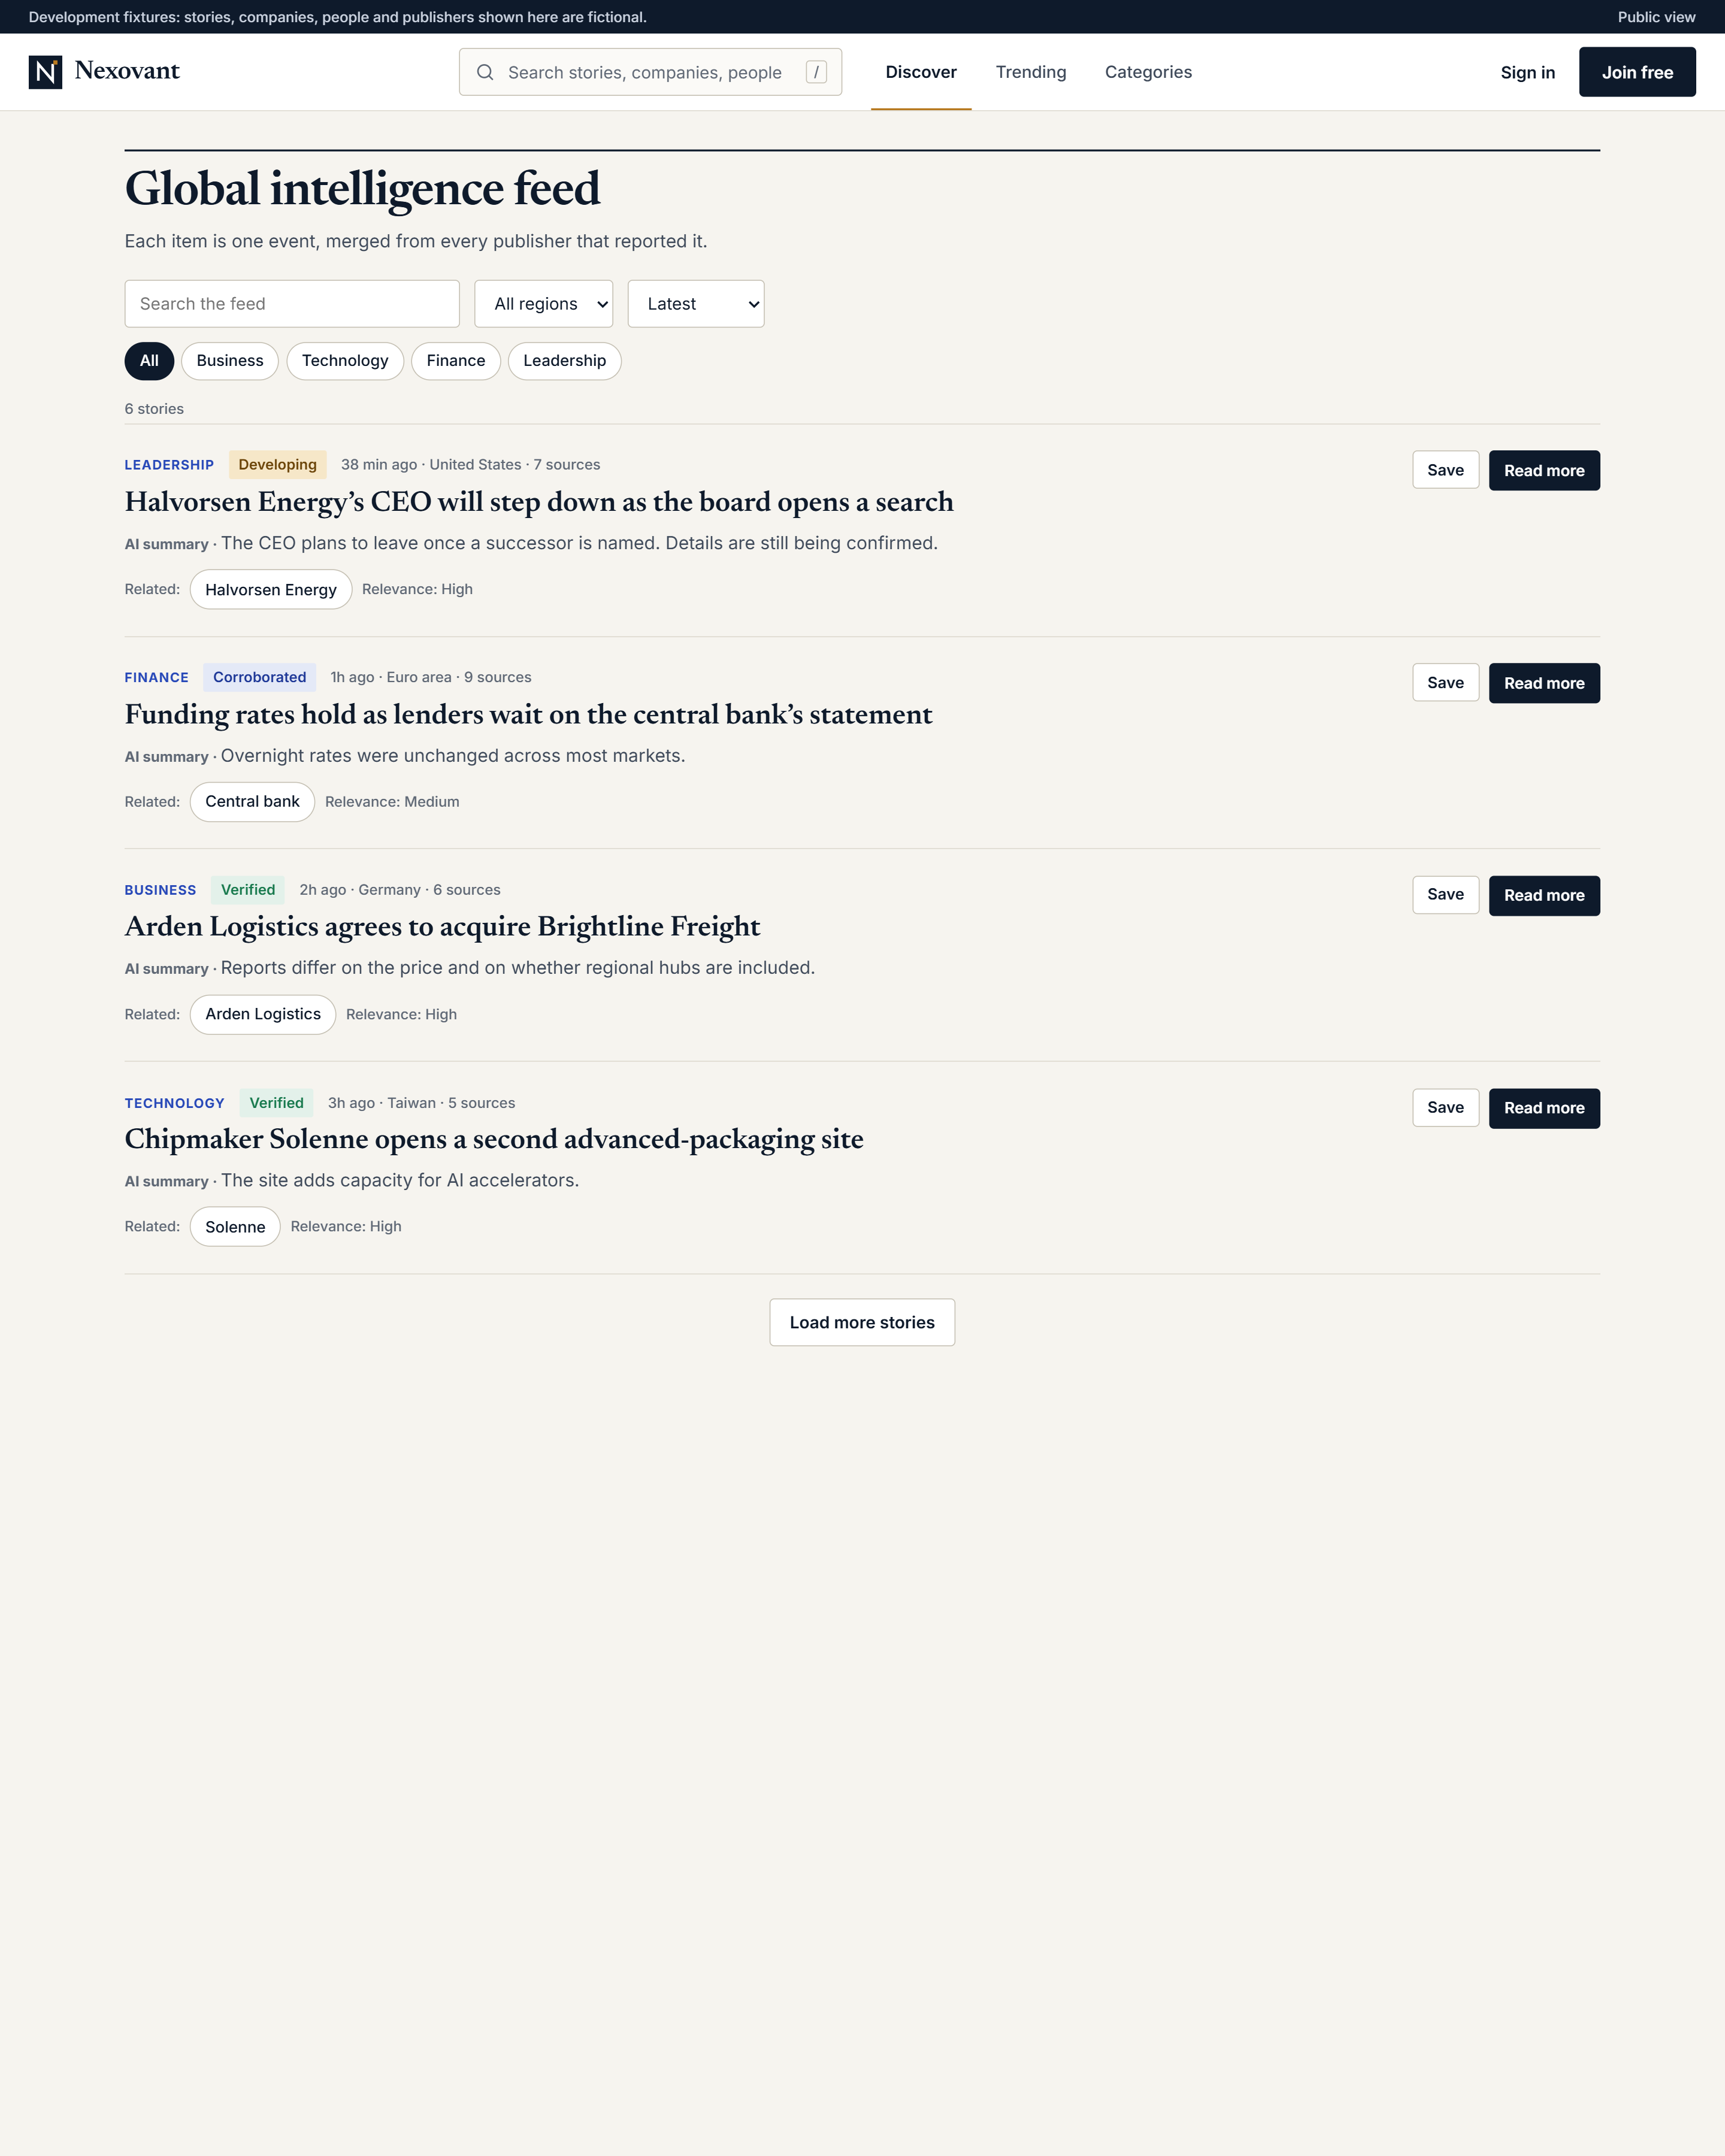 Development fixtures: stories, companies, people and publishers shown here are fictional.
Public view
N Nexovant
Search stories, companies, people /
Discover
Trending
Categories
Sign in
Join free
Global intelligence feed
Each item is one event, merged from every publisher that reported it.
Search the feed
All regions
Latest
All
Business
Technology
Finance
Leadership
6 stories
LEADERSHIP Developing 38 min ago · United States · 7 sources
Save
Read more
Halvorsen Energy’s CEO will step down as the board opens a search
AI summary · The CEO plans to leave once a successor is named. Details are still being confirmed.
Related: Halvorsen Energy Relevance: High
FINANCE Corroborated 1h ago · Euro area · 9 sources
Save
Read more
Funding rates hold as lenders wait on the central bank’s statement
AI summary · Overnight rates were unchanged across most markets.
Related: Central bank Relevance: Medium
BUSINESS Verified 2h ago · Germany · 6 sources
Save
Read more
Arden Logistics agrees to acquire Brightline Freight
AI summary · Reports differ on the price and on whether regional hubs are included.
Related: Arden Logistics Relevance: High
TECHNOLOGY Verified 3h ago · Taiwan · 5 sources
Save
Read more
Chipmaker Solenne opens a second advanced-packaging site
AI summary · The site adds capacity for AI accelerators.
Related: Solenne Relevance: High
Load more stories